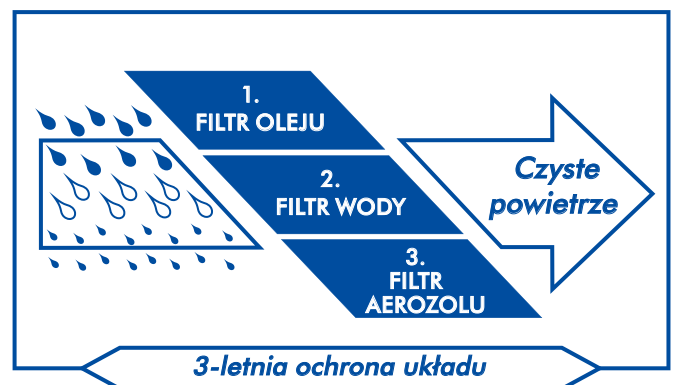 1.
FILTR OLEJU
2.
FILTR WODY
3.
FILTR
AEROZOLU
Czyste
powietrze
3-letnia ochrona układu